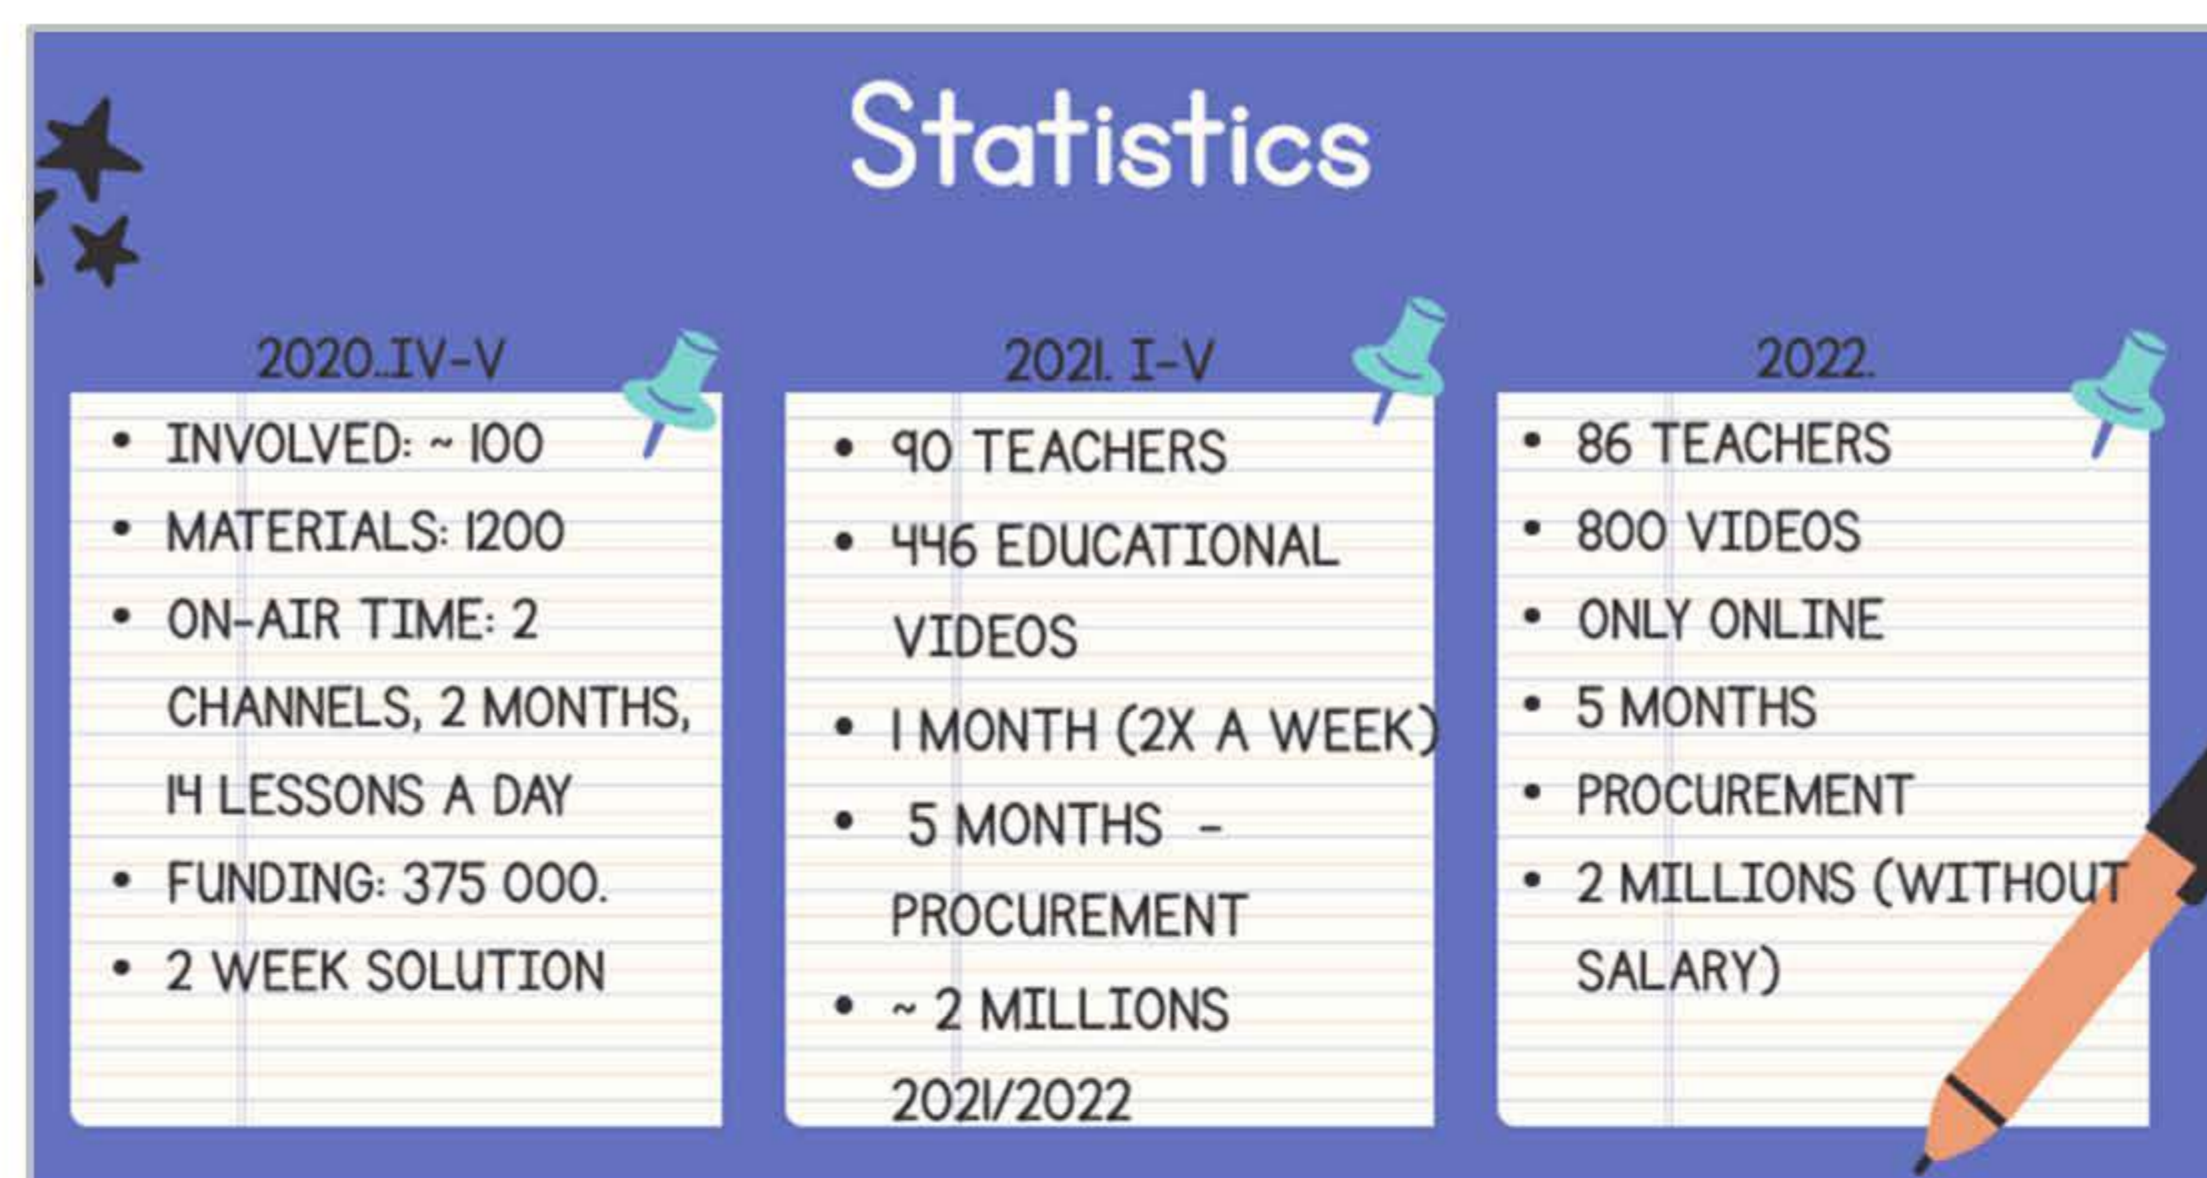 Statistics
2020..IV-V
• INVOLVED: ~ 100
• MATERIALS: 1200
• ON-AIR TIME: 2
CHANNELS, 2 MONTHS,
14 LESSONS A DAY
• FUNDING: 375 000.
• 2 WEEK SOLUTION
2021. I-V
• 90 TEACHERS
• 446 EDUCATIONAL
VIDEOS
• 1 MONTH (2X A WEEK)
• 5 MONTHS -
PROCUREMENT
• ~ 2 MILLIONS
2021/2022
2022.
• 86 TEACHERS
• 800 VIDEOS
• ONLY ONLINE
• 5 MONTHS
• PROCUREMENT
• 2 MILLIONS (WITHOUT
SALARY)